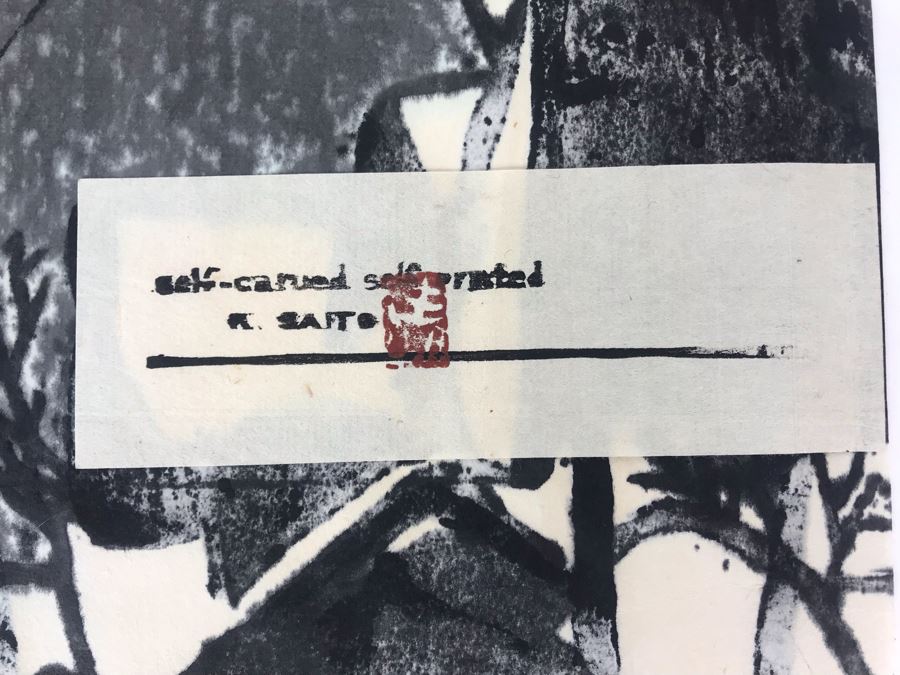 self-carved self printed
K. SAITO